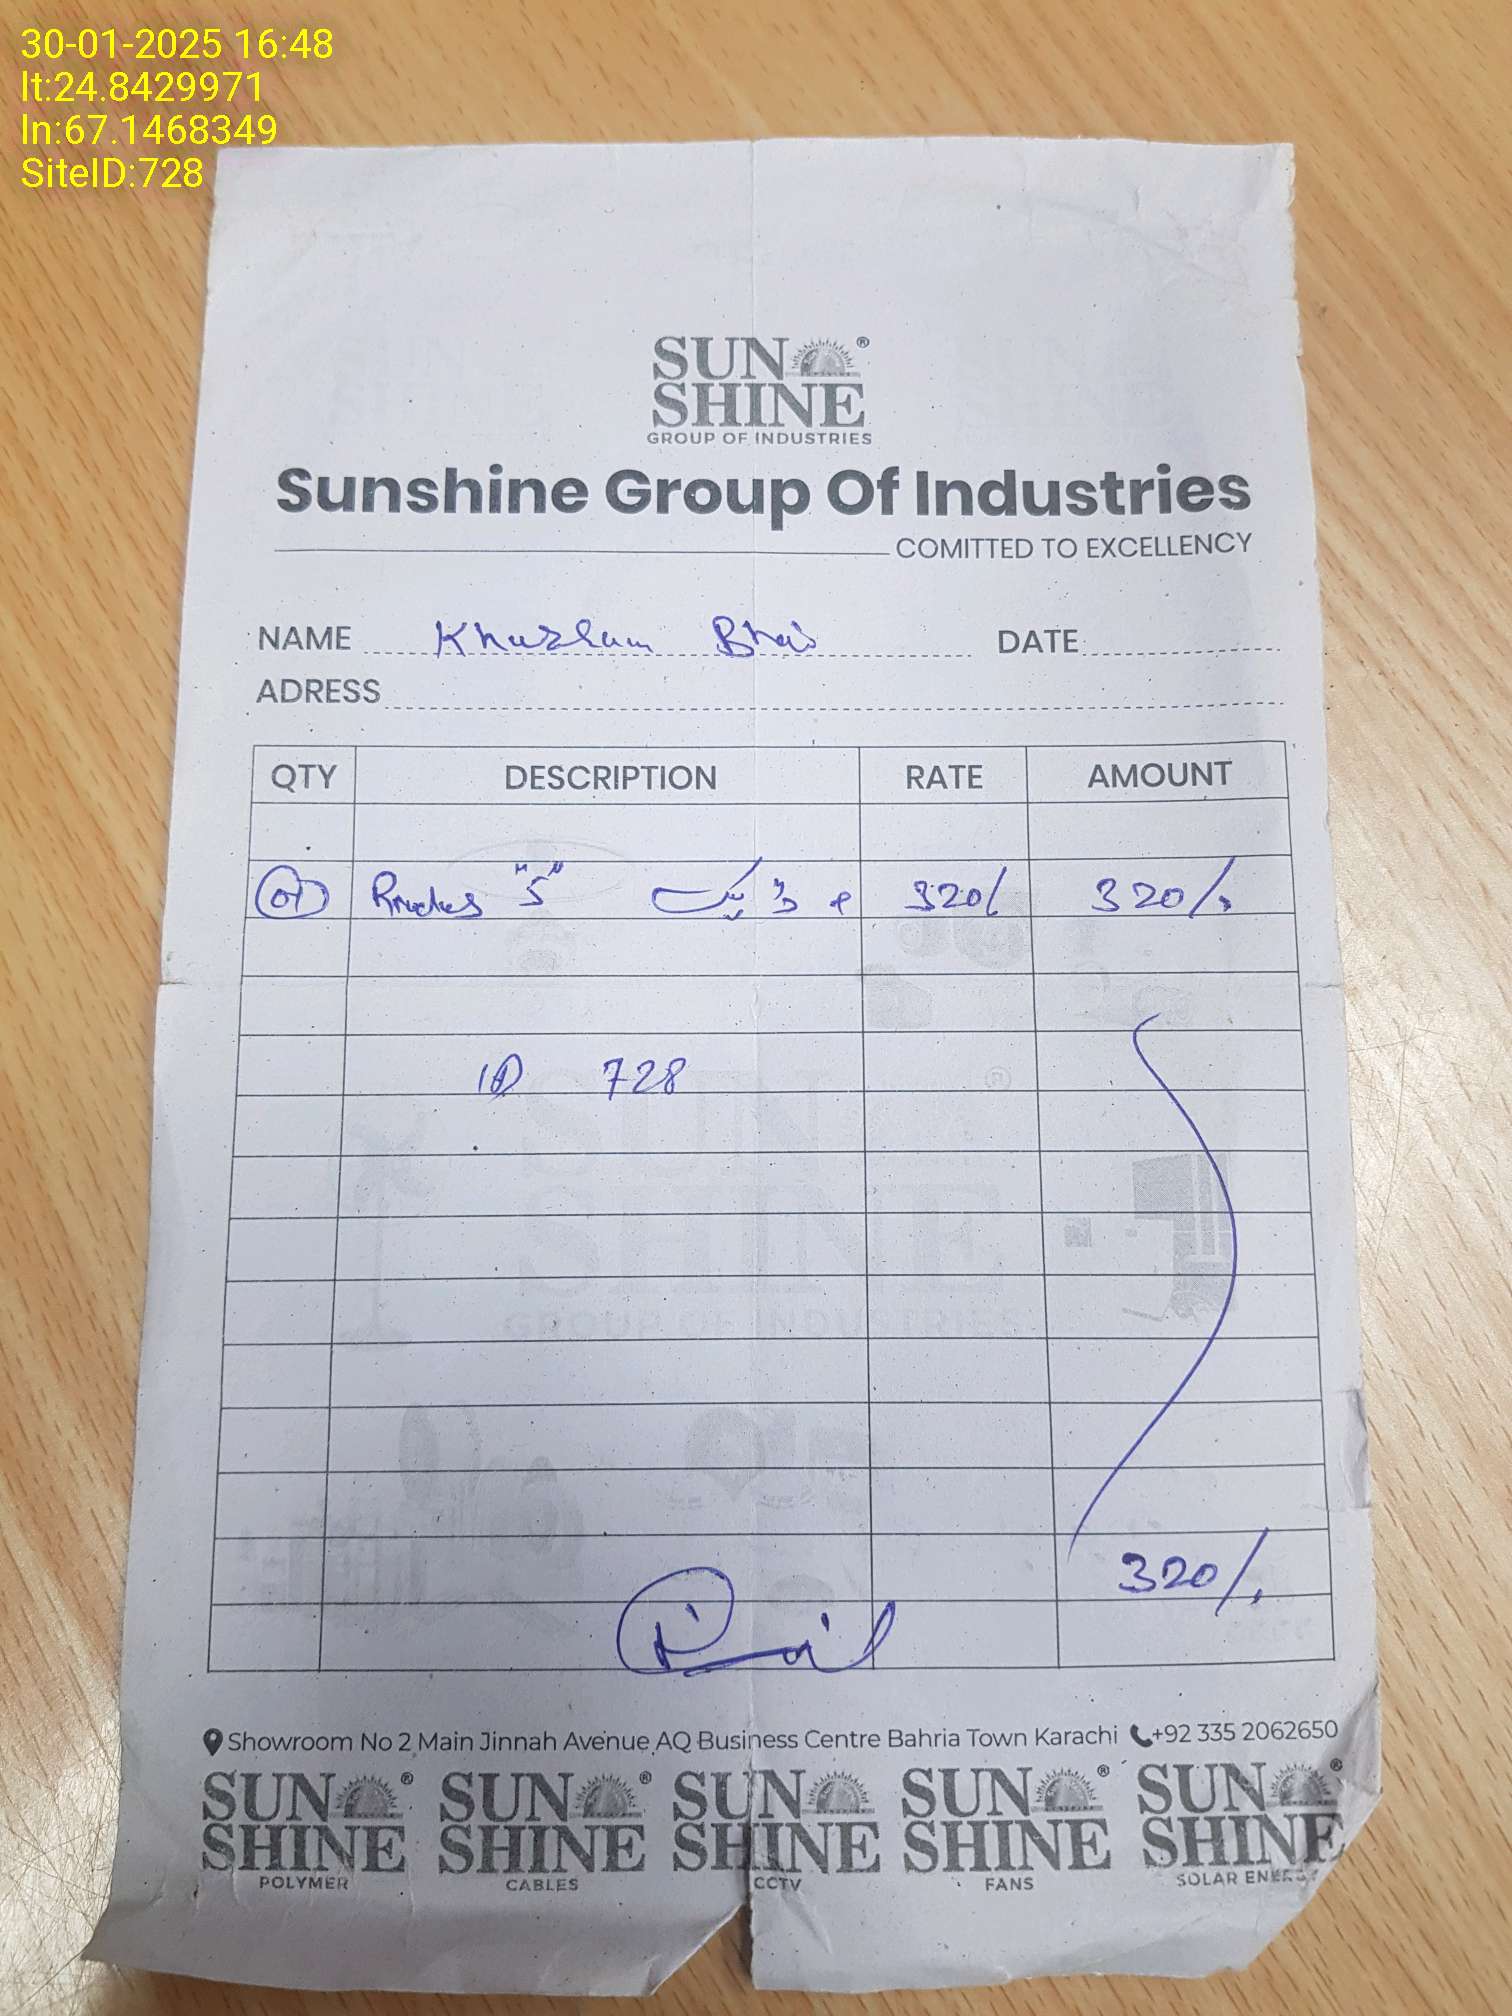 30-01-2025 16:48
lt:24.8429971
ln:67.1468349
SiteID:728
SUN ®
SHINE
GROUP OF INDUSTRIES
Sunshine Group Of Industries
COMITTED TO EXCELLENCY
NAME Khurram Bhai DATE
ADRESS
QTY DESCRIPTION RATE AMOUNT
01 "5" 320/ 320/.
ID 728
320/.
Showroom No 2 Main Jinnah Avenue AQ Business Centre Bahria Town Karachi +92 335 2062650
SUN ® SUN ® SUN SUN ® SUN ®
SHINE SHINE SHINE SHINE SHINE
POLYMER CABLES CCTV FANS SOLAR ENERGY